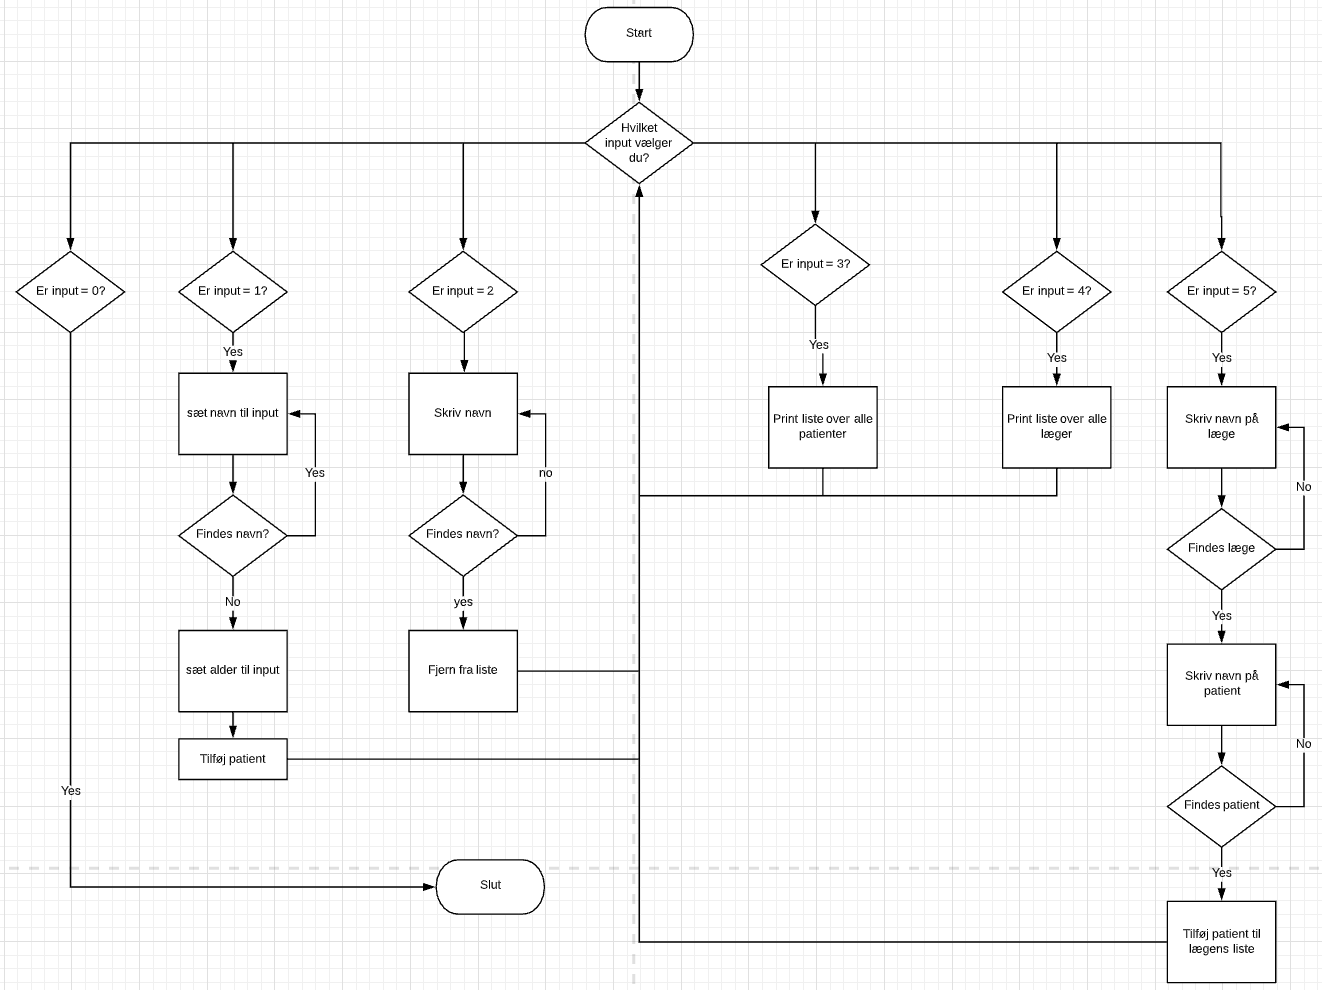 Start
Hvilket
input vælger
du?
Er input = 0?
Er input = 1?
Er input = 2
Er input = 3?
Er input = 4?
Er input = 5?
Yes
Yes
Yes
Yes
sæt navn til input
Skriv navn
Print liste over alle
patienter
Print liste over alle
læger
Skriv navn på
læge
Yes
no
No
Findes navn?
Findes navn?
Findes læge
No
yes
Yes
sæt alder til input
Fjern fra liste
Skriv navn på
patient
No
Tilføj patient
Yes
Findes patient
Yes
Slut
Tilføj patient til
lægens liste